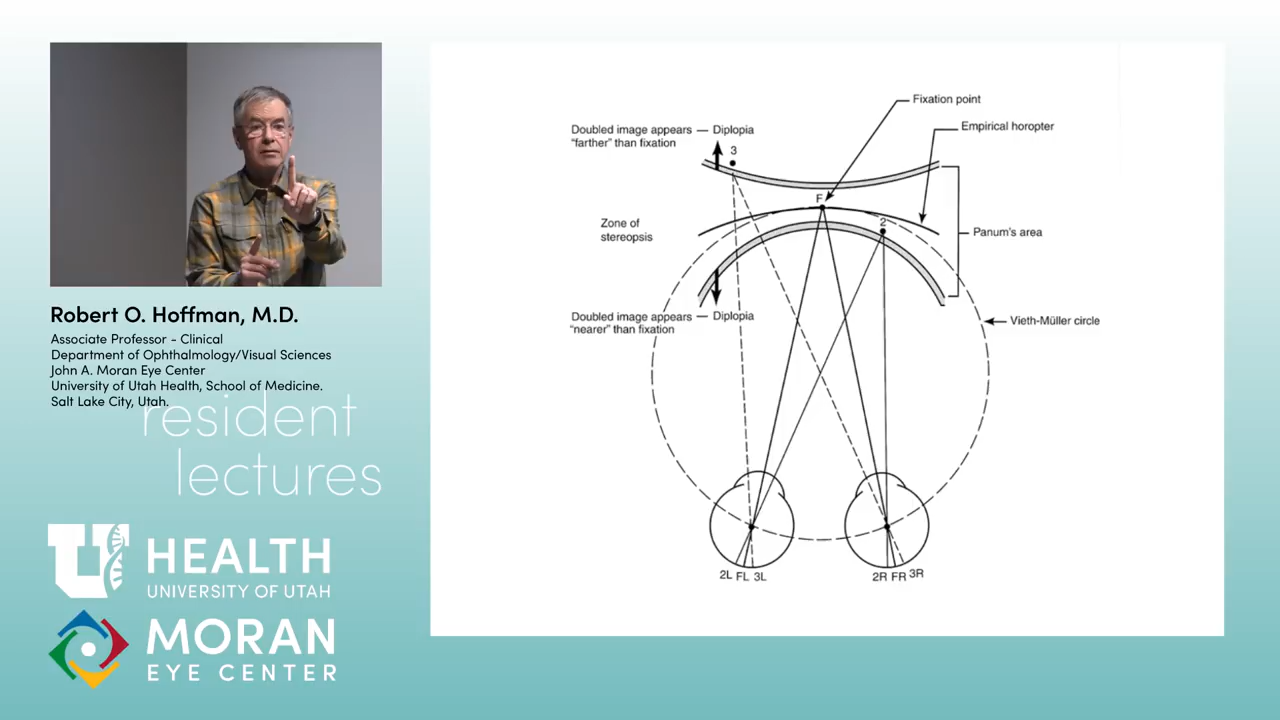 Robert O. Hoffman, M.D.
Associate Professor - Clinical
Department of Ophthalmology/Visual Sciences
John A. Moran Eye Center
University of Utah Health, School of Medicine.
Salt Lake City, Utah.
resident
lectures
U HEALTH
UNIVERSITY OF UTAH
MORAN
EYE CENTER
Fixation point
Doubled image appears — Diplopia
"farther" than fixation
Empirical horopter
3
F
2
Zone of
stereopsis
Panum's area
Doubled image appears — Diplopia
"nearer" than fixation
Vieth-Müller circle
2L FL 3L
2R FR 3R